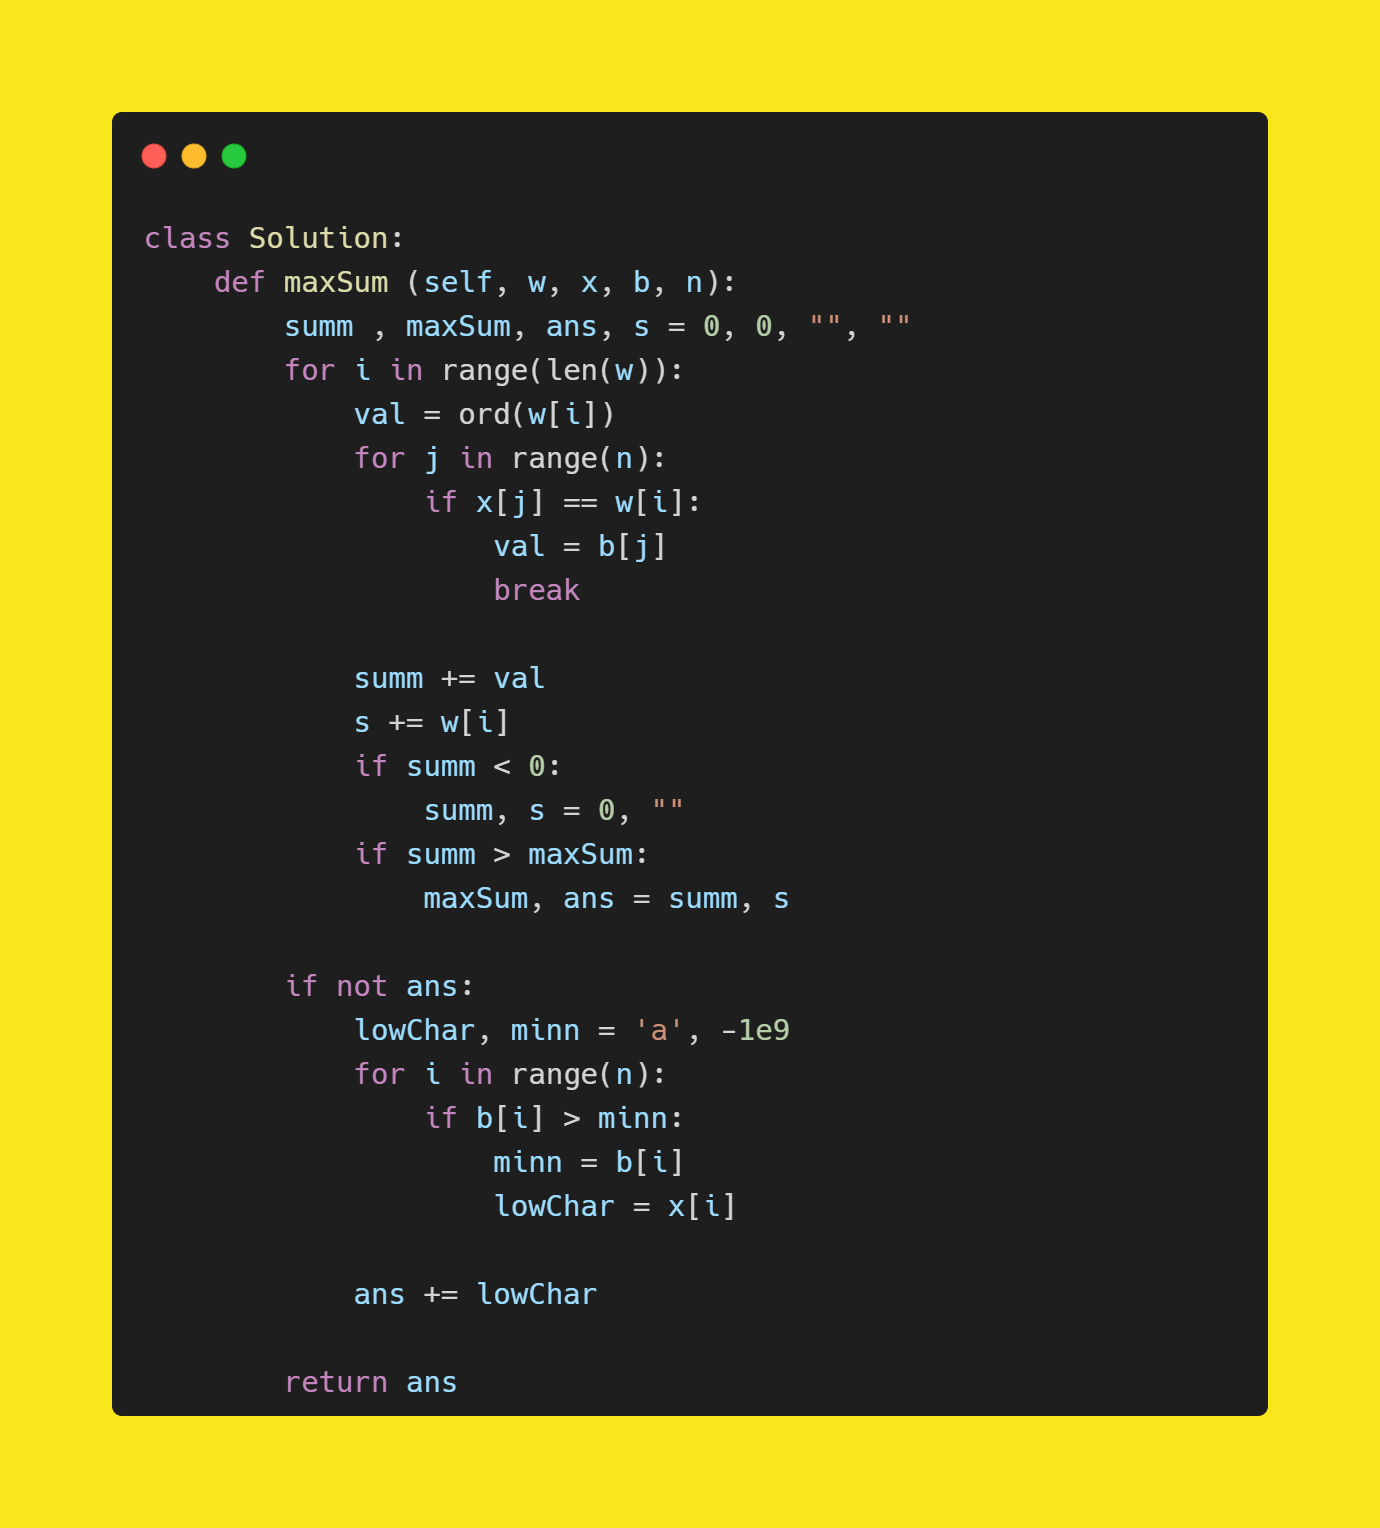 class Solution:
    def maxSum (self, w, x, b, n):
        summ , maxSum, ans, s = 0, 0, "", ""
        for i in range(len(w)):
            val = ord(w[i])
            for j in range(n):
                if x[j] == w[i]:
                    val = b[j]
                    break

            summ += val
            s += w[i]
            if summ < 0:
                summ, s = 0, ""
            if summ > maxSum:
                maxSum, ans = summ, s

        if not ans:
            lowChar, minn = 'a', -1e9
            for i in range(n):
                if b[i] > minn:
                    minn = b[i]
                    lowChar = x[i]

            ans += lowChar

        return ans